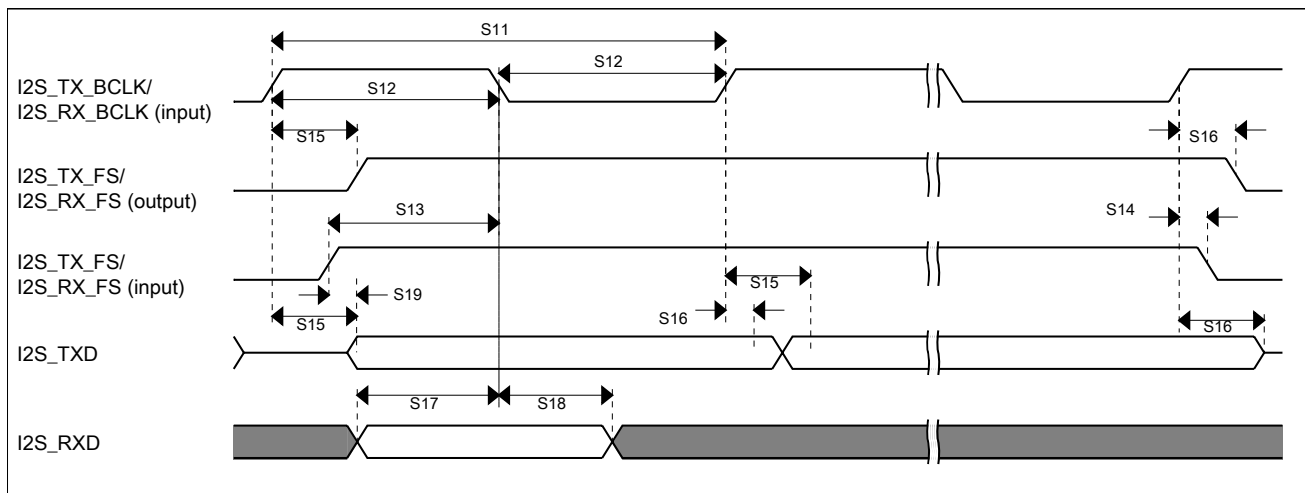 S11
I2S_TX_BCLK/
I2S_RX_BCLK (input)
S12
S12
S15
S16
I2S_TX_FS/
I2S_RX_FS (output)
S13
S14
I2S_TX_FS/
I2S_RX_FS (input)
S15
S19
S15
S16
S16
I2S_TXD
S17
S18
I2S_RXD